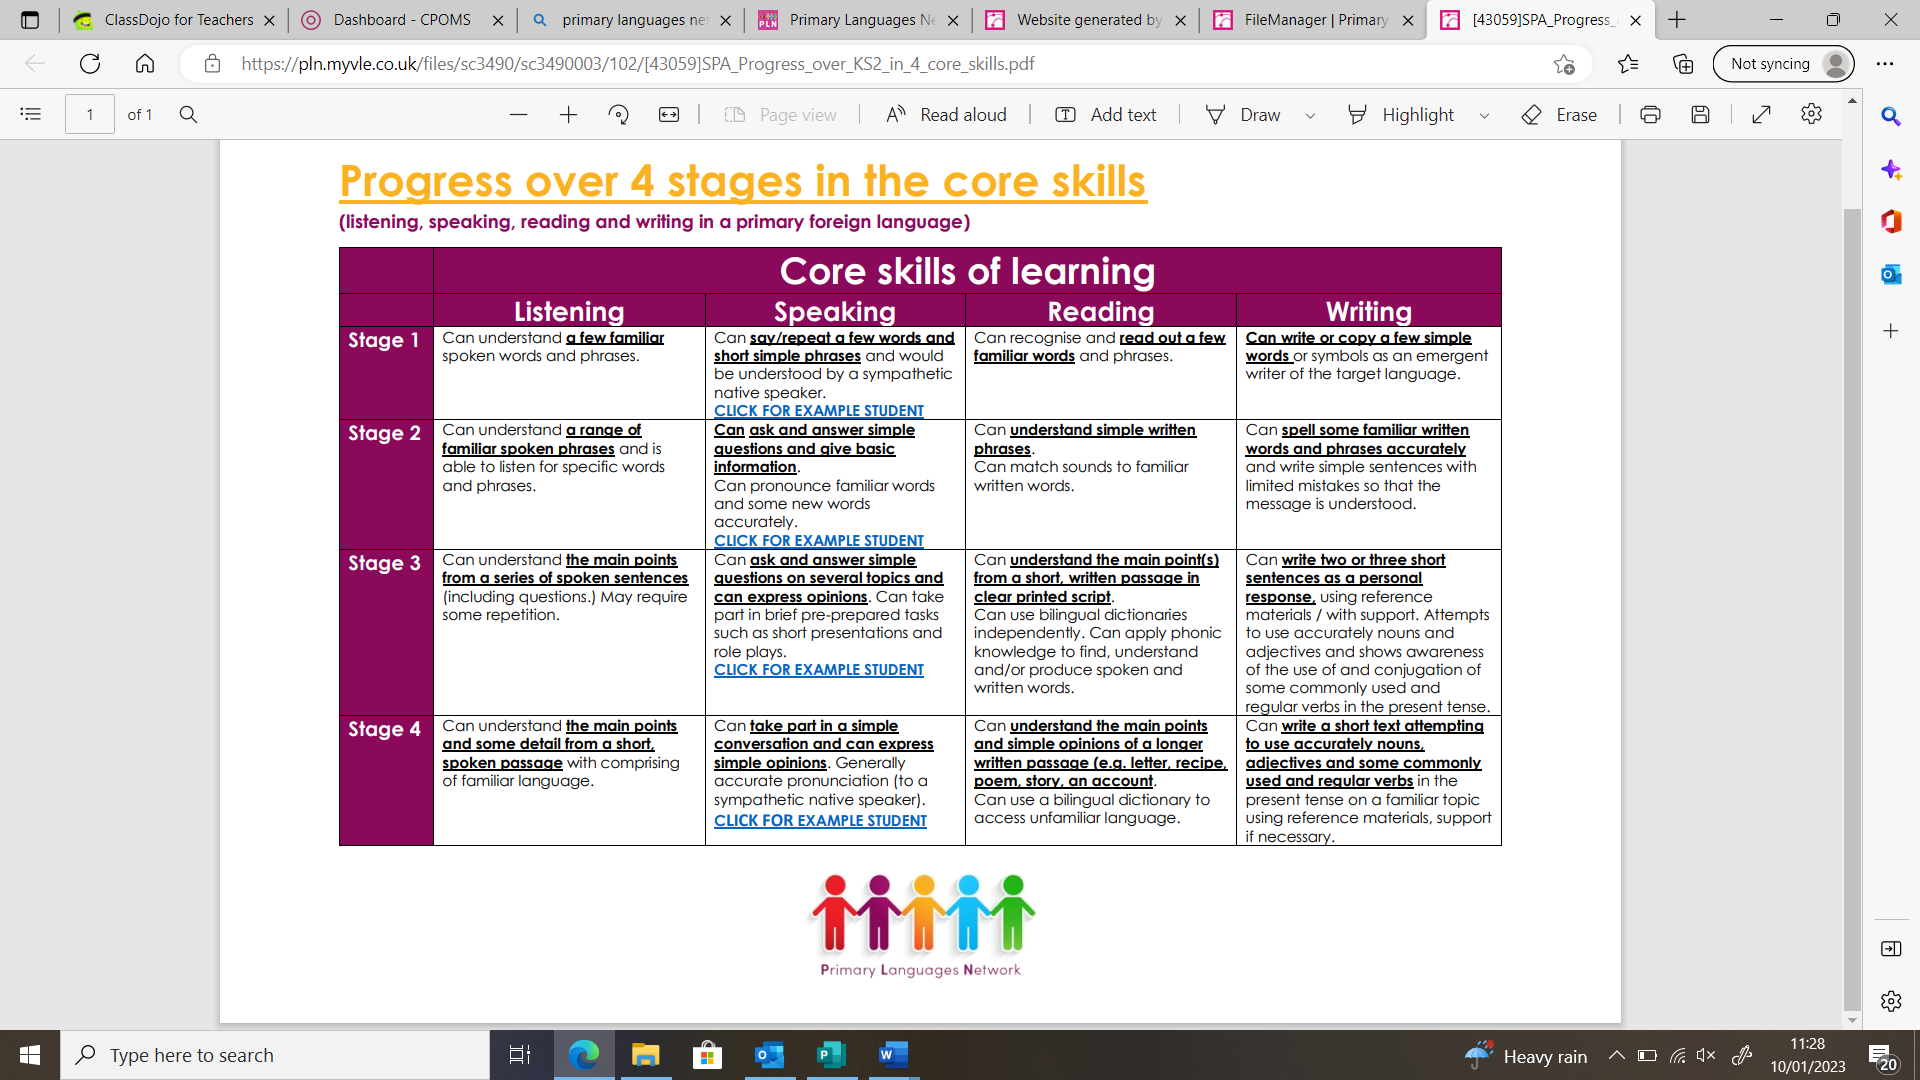 ClassDojo for Teachers
Dashboard - CPOMS
primary languages ne
Primary Languages Ne
Website generated by
FileManager | Primary
[43059]SPA_Progress_
https://pln.myvle.co.uk/files/sc3490/sc3490003/102/[43059]SPA_Progress_over_KS2_in_4_core_skills.pdf
Not syncing
1 of 1
Page view
Read aloud
Add text
Draw
Highlight
Erase
Progress over 4 stages in the core skills
(listening, speaking, reading and writing in a primary foreign language)
Core skills of learning
Listening Speaking Reading Writing
Stage 1
Can understand a few familiar
spoken words and phrases.
Can say/repeat a few words and
short simple phrases and would
be understood by a sympathetic
native speaker.
CLICK FOR EXAMPLE STUDENT
Can recognise and read out a few
familiar words and phrases.
Can write or copy a few simple
words or symbols as an emergent
writer of the target language.
Stage 2
Can understand a range of
familiar spoken phrases and is
able to listen for specific words
and phrases.
Can ask and answer simple
questions and give basic
information.
Can pronounce familiar words
and some new words
accurately.
CLICK FOR EXAMPLE STUDENT
Can understand simple written
phrases.
Can match sounds to familiar
written words.
Can spell some familiar written
words and phrases accurately
and write simple sentences with
limited mistakes so that the
message is understood.
Stage 3
Can understand the main points
from a series of spoken sentences
(including questions.) May require
some repetition.
Can ask and answer simple
questions on several topics and
can express opinions. Can take
part in brief pre-prepared tasks
such as short presentations and
role plays.
CLICK FOR EXAMPLE STUDENT
Can understand the main point(s)
from a short, written passage in
clear printed script.
Can use bilingual dictionaries
independently. Can apply phonic
knowledge to find, understand
and/or produce spoken and
written words.
Can write two or three short
sentences as a personal
response, using reference
materials / with support. Attempts
to use accurately nouns and
adjectives and shows awareness
of the use of and conjugation of
some commonly used and
regular verbs in the present tense.
Stage 4
Can understand the main points
and some detail from a short,
spoken passage with comprising
of familiar language.
Can take part in a simple
conversation and can express
simple opinions. Generally
accurate pronunciation (to a
sympathetic native speaker).
CLICK FOR EXAMPLE STUDENT
Can understand the main points
and simple opinions of a longer
written passage (e.g. letter, recipe,
poem, story, an account.
Can use a bilingual dictionary to
access unfamiliar language.
Can write a short text attempting
to use accurately nouns,
adjectives and some commonly
used and regular verbs in the
present tense on a familiar topic
using reference materials, support
if necessary.
Primary Languages Network
Type here to search
Heavy rain
11:28
10/01/2023
20